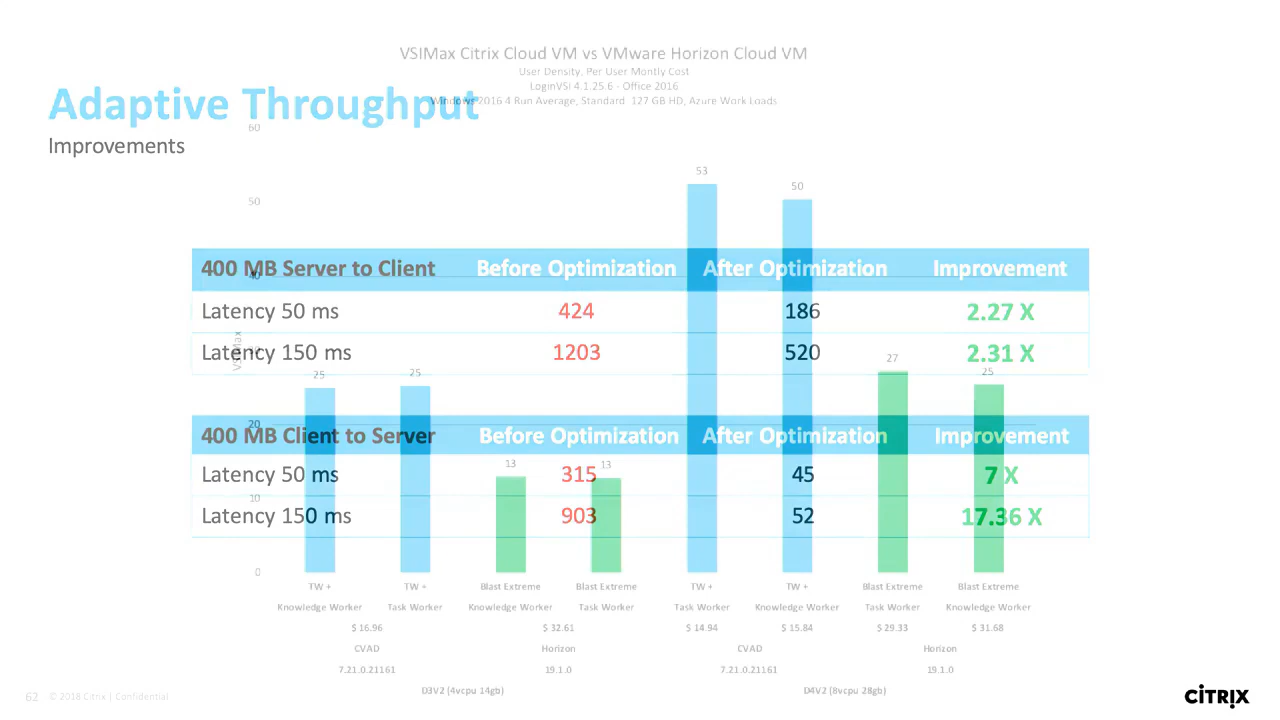 VSIMax Citrix Cloud VM vs VMware Horizon Cloud VM
User Density, Per User Montly Cost
LoginVSI 4.1.25.6 - Office 2016
Windows 2016 4 Run Average, Standard 127 GB HD, Azure Work Loads
Adaptive Throughput
Improvements
60
53
50
50
400 MB Server to Client Before Optimization After Optimization Improvement
40
Latency 50 ms 424 186 2.27 X
VSIMax
Latency 150 ms 1203 520 2.31 X
25 25 27 25
400 MB Client to Server Before Optimization After Optimization Improvement
20
13 13
Latency 50 ms 315 45 7 X
10
Latency 150 ms 903 52 17.36 X
0
TW + TW + Blast Extreme Blast Extreme TW + TW + Blast Extreme Blast Extreme
Knowledge Worker Task Worker Knowledge Worker Task Worker Task Worker Knowledge Worker Task Worker Knowledge Worker
$ 16.96 $ 32.61 $ 14.94 $ 15.84 $ 29.33 $ 31.68
CVAD Horizon CVAD Horizon
7.21.0.21161 19.1.0 7.21.0.21161 19.1.0
D3V2 (4vcpu 14gb) D4V2 (8vcpu 28gb)
62 © 2018 Citrix | Confidential
CITRIX